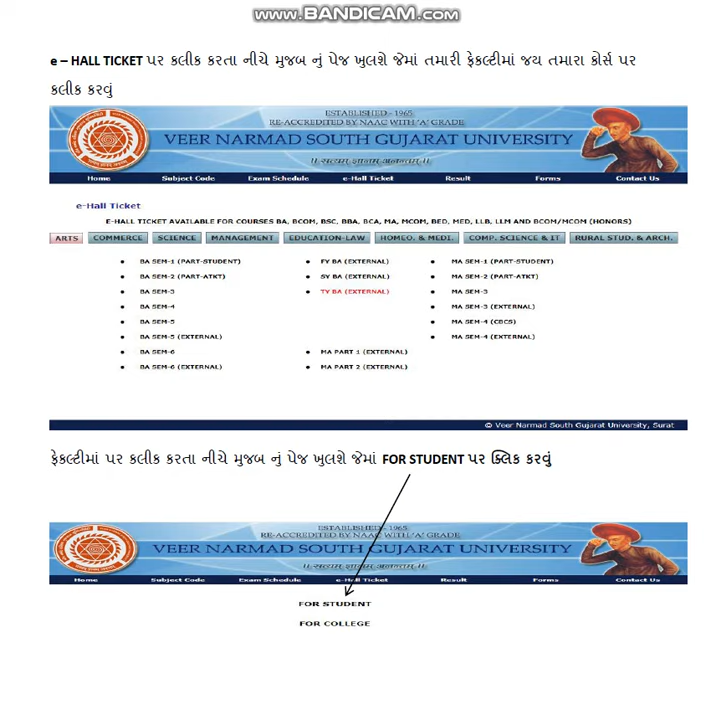 www.BANDICAM.com
e – HALL TICKET પર કલીક કરતા નીચે મુજબ નું પેજ ખુલશે જેમાં તમારી ફેકલ્ટીમાં જય તમારા કોર્સ પર
કલીક કરવું
ESTABLISHED - 1965
RE-ACCREDITED BY NAAC WITH 'A' GRADE
VEER NARMAD SOUTH GUJARAT UNIVERSITY
Home Subject Code Exam Schedule e-Hall Ticket Result Forms Contact Us
e-Hall Ticket
E-HALL TICKET AVAILABLE FOR COURSES BA, BCOM, BSC, BBA, BCA, MA, MCOM, BED, MED, LLB, LLM AND BCOM/MCOM (HONORS)
ARTS COMMERCE SCIENCE MANAGEMENT EDUCATION-LAW HOMEO. & MEDI. COMP. SCIENCE & IT RURAL STUD. & ARCH.
• BA SEM-1 (PART-STUDENT) • FY BA (EXTERNAL) • MA SEM-1 (PART-STUDENT)
• BA SEM-2 (PART-ATKT) • SY BA (EXTERNAL) • MA SEM-2 (PART-ATKT)
• BA SEM-3 • TY BA (EXTERNAL) • MA SEM-3
• BA SEM-4 • MA SEM-3 (EXTERNAL)
• BA SEM-5 • MA SEM-4 (CBCS)
• BA SEM-5 (EXTERNAL) • MA SEM-4 (EXTERNAL)
• BA SEM-6 • MA PART 1 (EXTERNAL)
• BA SEM-6 (EXTERNAL) • MA PART 2 (EXTERNAL)
© Veer Narmad South Gujarat University, Surat
ફેકલ્ટીમાં પર કલીક કરતા નીચે મુજબ નું પેજ ખુલશે જેમાં FOR STUDENT પર ક્લિક કરવું
ESTABLISHED - 1965
RE-ACCREDITED BY NAAC WITH 'A' GRADE
VEER NARMAD SOUTH GUJARAT UNIVERSITY
Home Subject Code Exam Schedule e-Hall Ticket Result Forms Contact Us
FOR STUDENT
FOR COLLEGE